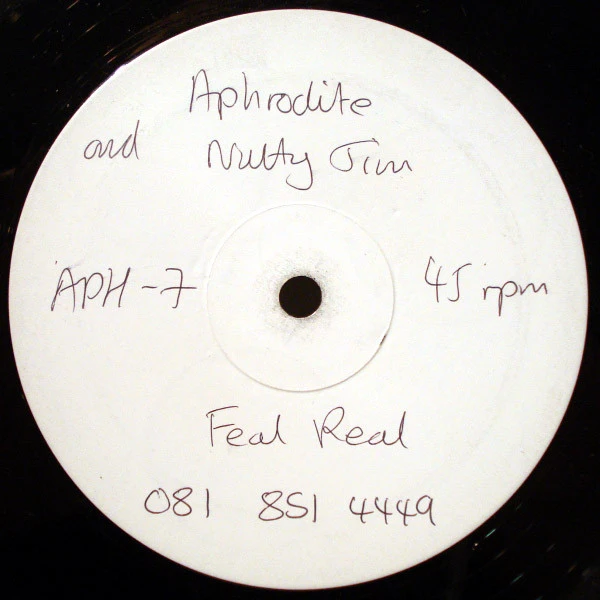 Aphrodite
and Nutty Jim
APH-7 45 rpm
Feal Real
081 851 4449